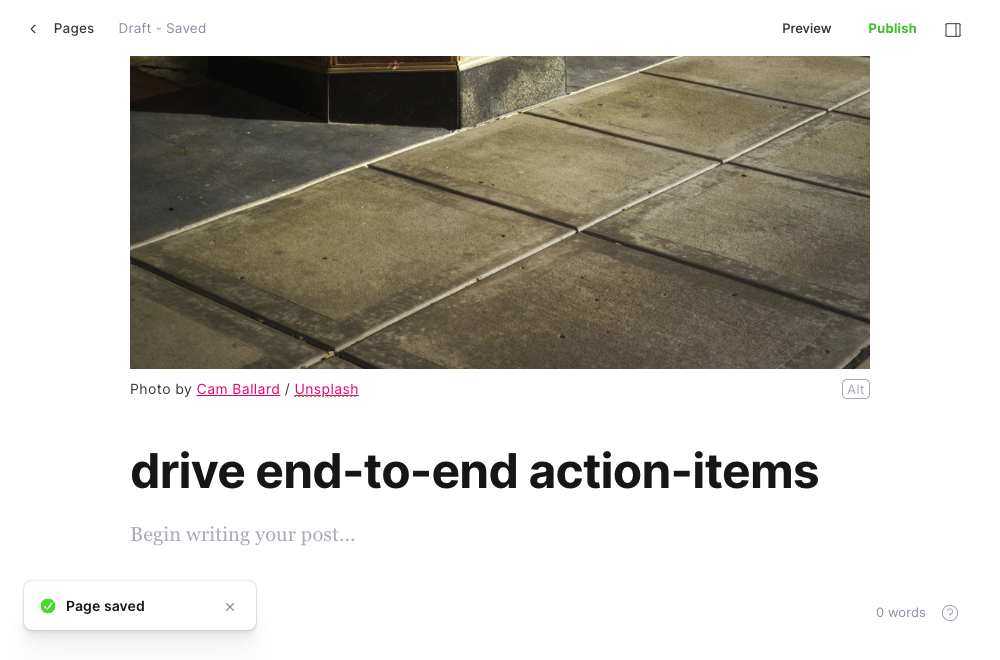 Pages Draft - Saved Preview Publish
Photo by Cam Ballard / Unsplash Alt
drive end-to-end action-items
Begin writing your post...
Page saved
0 words ?